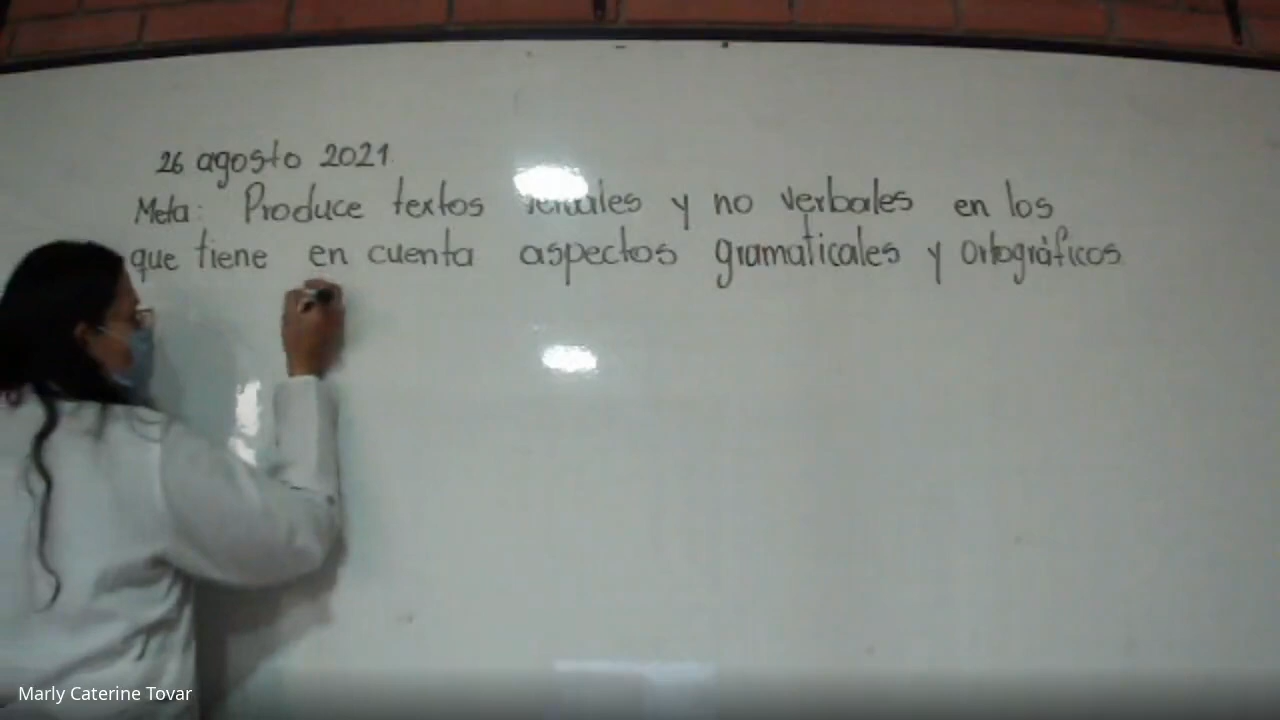 26 agosto 2021.
Meta: Produce textos verbales y no verbales en los
que tiene en cuenta aspectos gramaticales y ortográficos
Marly Caterine Tovar